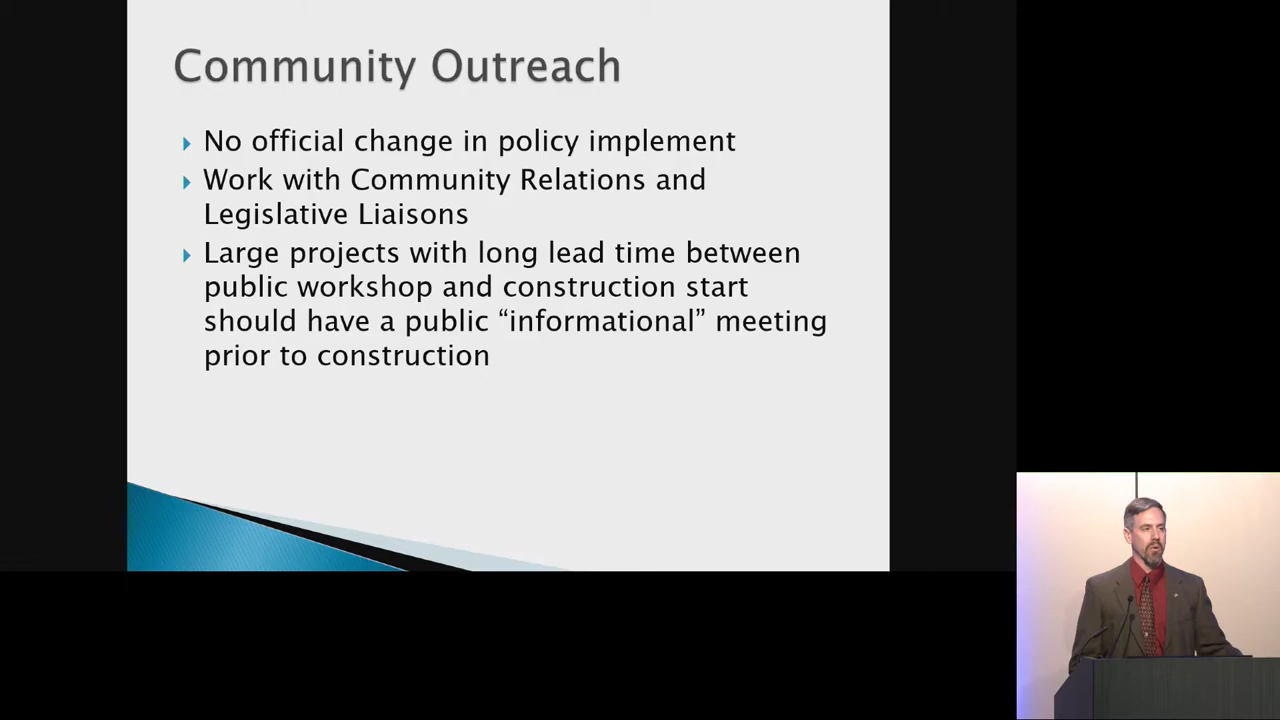 Community Outreach
No official change in policy implement
Work with Community Relations and
Legislative Liaisons
Large projects with long lead time between
public workshop and construction start
should have a public “informational” meeting
prior to construction